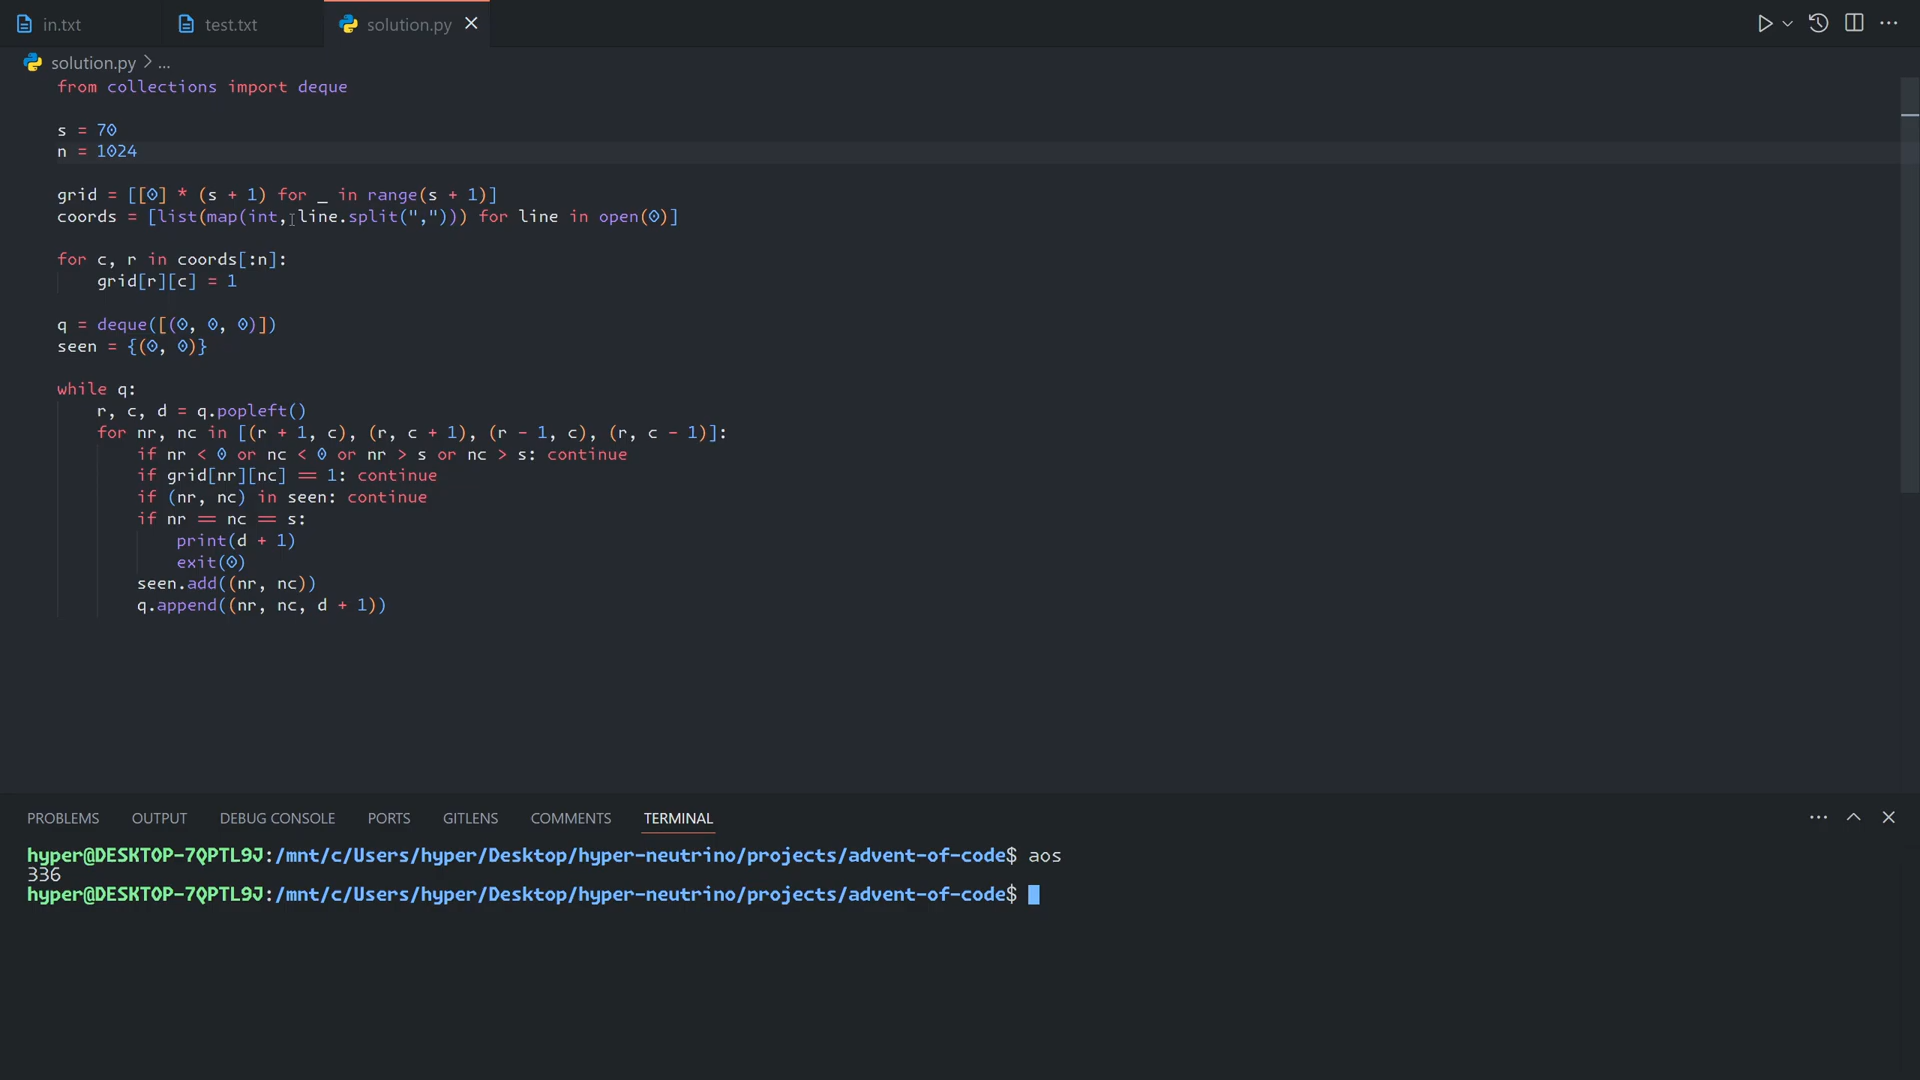 in.txt
test.txt
solution.py
solution.py > ...
from collections import deque
s = 70
n = 1024
grid = [[0] * (s + 1) for _ in range(s + 1)]
coords = [list(map(int, line.split(","))) for line in open(0)]
for c, r in coords[:n]:
    grid[r][c] = 1
q = deque([(0, 0, 0)])
seen = {(0, 0)}
while q:
    r, c, d = q.popleft()
    for nr, nc in [(r + 1, c), (r, c + 1), (r - 1, c), (r, c - 1)]:
        if nr < 0 or nc < 0 or nr > s or nc > s: continue
        if grid[nr][nc] == 1: continue
        if (nr, nc) in seen: continue
        if nr == nc == s:
            print(d + 1)
            exit(0)
        seen.add((nr, nc))
        q.append((nr, nc, d + 1))
PROBLEMS OUTPUT DEBUG CONSOLE PORTS GITLENS COMMENTS TERMINAL
hyper@DESKTOP-7QPTL9J:/mnt/c/Users/hyper/Desktop/hyper-neutrino/projects/advent-of-code$ aos
336
hyper@DESKTOP-7QPTL9J:/mnt/c/Users/hyper/Desktop/hyper-neutrino/projects/advent-of-code$